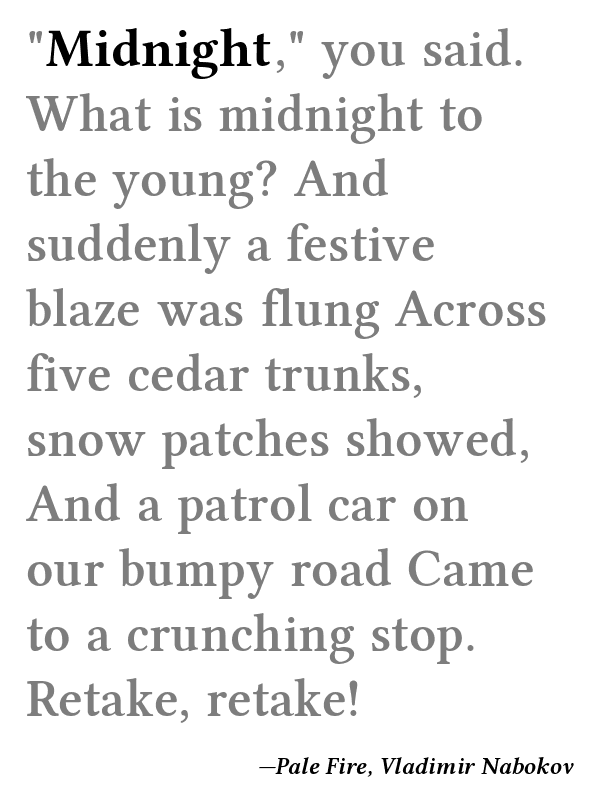 "Midnight," you said.
What is midnight to
the young? And
suddenly a festive
blaze was flung Across
five cedar trunks,
snow patches showed,
And a patrol car on
our bumpy road Came
to a crunching stop.
Retake, retake!
—Pale Fire, Vladimir Nabokov